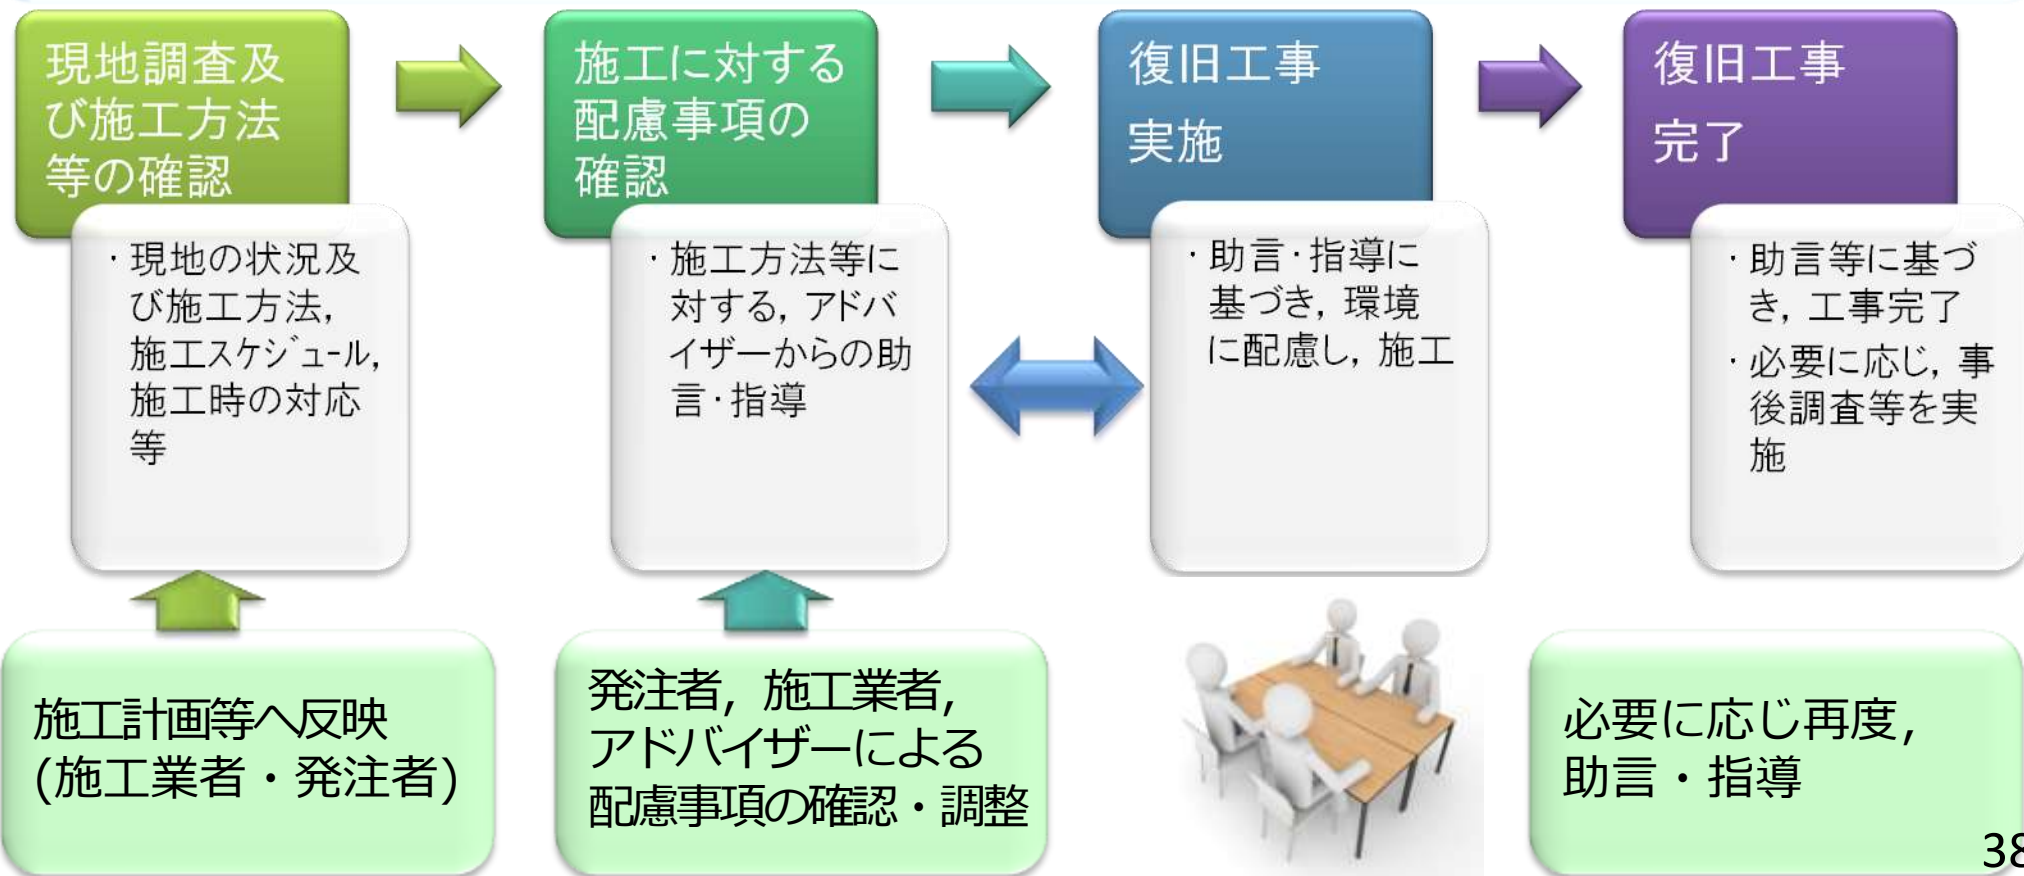 現地調査及
び施工方法
等の確認
・現地の状況及
び施工方法,
施工スケジュール,
施工時の対応
等
施工計画等へ反映
(施工業者・発注者)
施工に対する
配慮事項の
確認
・施工方法等に
対する, アドバ
イザーからの助
言・指導
発注者, 施工業者,
アドバイザーによる
配慮事項の確認・調整
復旧工事
実施
・助言・指導に
基づき, 環境
に配慮し, 施工
復旧工事
完了
・助言等に基づ
き, 工事完了
・必要に応じ, 事
後調査等を実
施
必要に応じ再度,
助言・指導
38